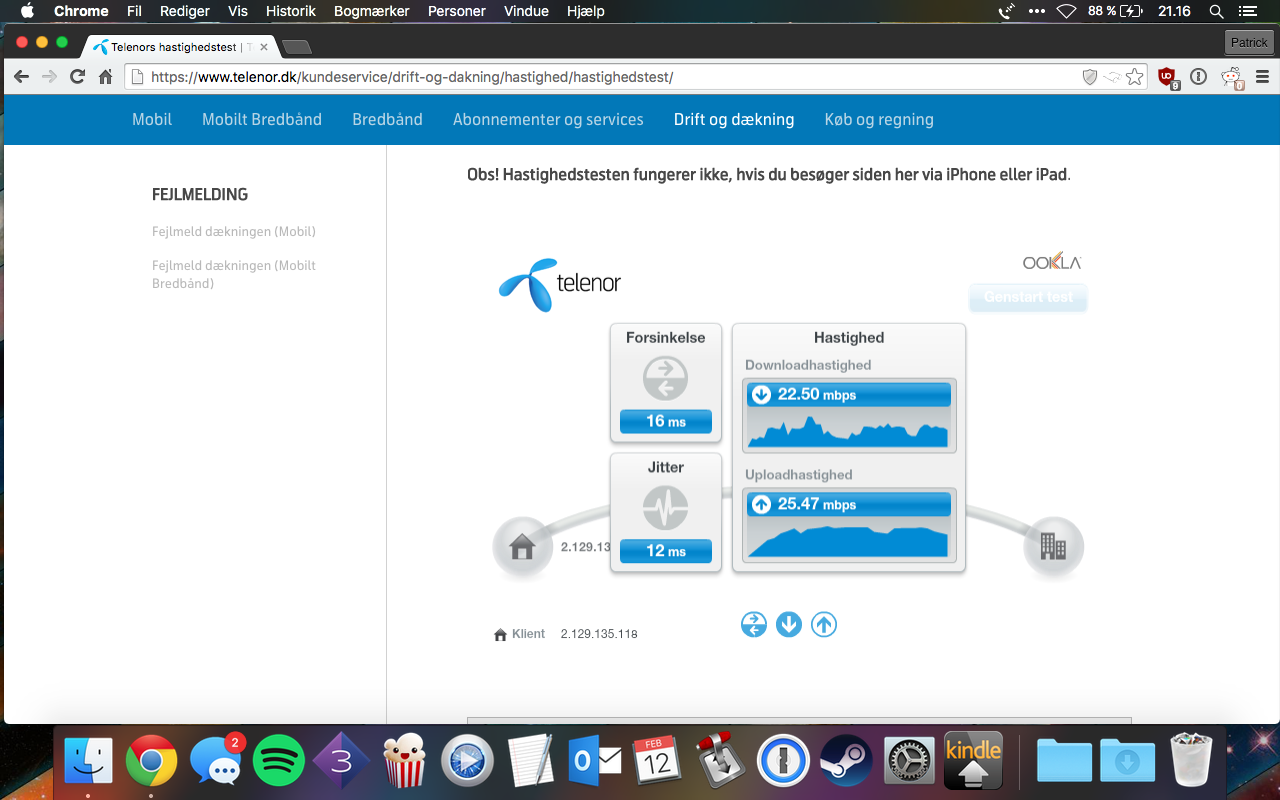 Chrome Fil Rediger Vis Historik Bogmærker Personer Vindue Hjælp 88 % 21.16
Telenors hastighedstest |
Patrick
https://www.telenor.dk/kundeservice/drift-og-dakning/hastighed/hastighedstest/
9
0
Mobil Mobilt Bredbånd Bredbånd Abonnementer og services Drift og dækning Køb og regning
FEJLMELDING
Fejlmeld dækningen (Mobil)
Fejlmeld dækningen (Mobilt
Bredbånd)
Obs! Hastighedstesten fungerer ikke, hvis du besøger siden her via iPhone eller iPad.
telenor
OOKLA
Genstart test
Forsinkelse
16 ms
Jitter
12 ms
Hastighed
Downloadhastighed
22.50 mbps
Uploadhastighed
25.47 mbps
2.129.13
Klient 2.129.135.118
2
3
FEB
12
kindle